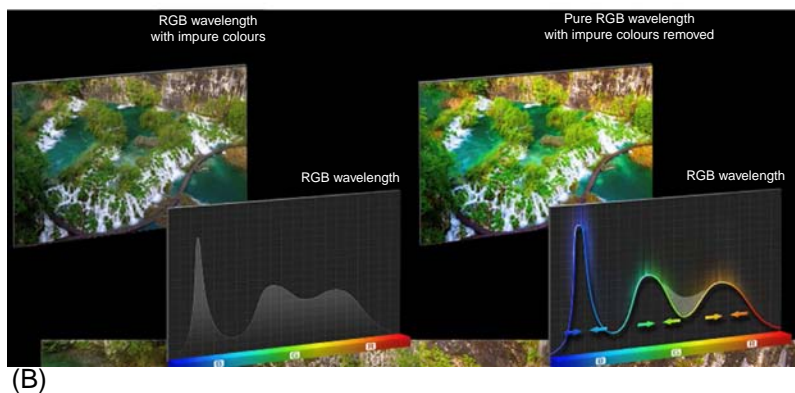 RGB wavelength
with impure colours
Pure RGB wavelength
with impure colours removed
RGB wavelength
RGB wavelength
B
G
R
B
G
R
(B)